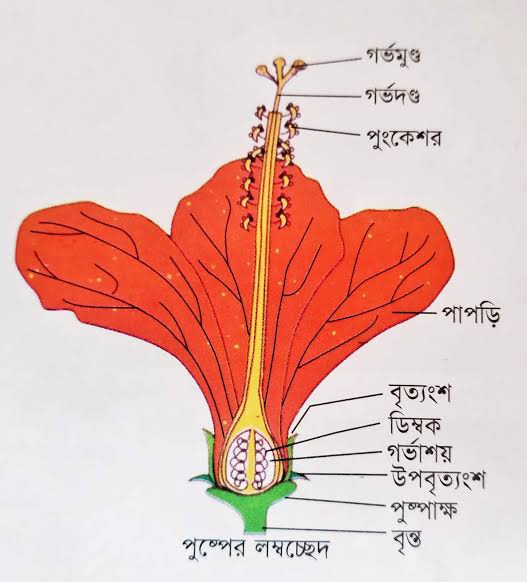 গর্ভমুণ্ড
গর্ভদণ্ড
পুংকেশর
পাপড়ি
বৃত্যংশ
ডিম্বক
গর্ভাশয়
উপবৃত্যংশ
পুষ্পাক্ষ
বৃন্ত
পুষ্পের লম্বচ্ছেদ